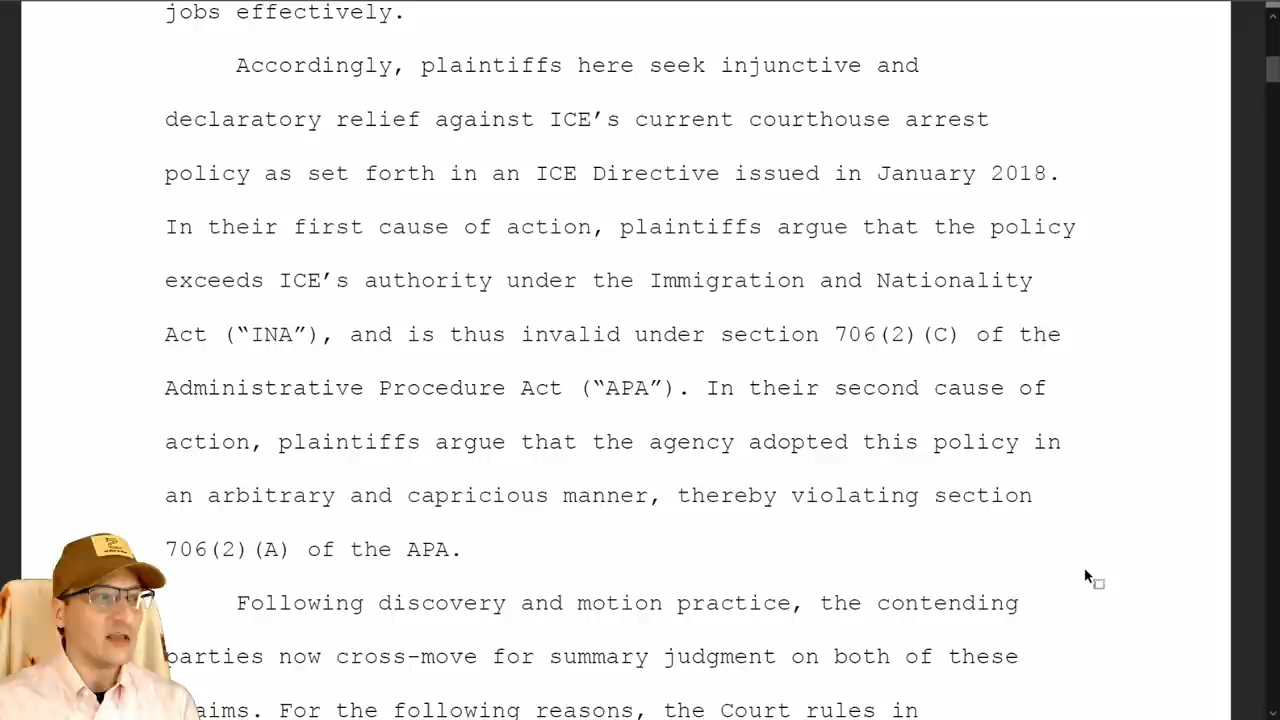 jobs effectively.
Accordingly, plaintiffs here seek injunctive and
declaratory relief against ICE’s current courthouse arrest
policy as set forth in an ICE Directive issued in January 2018.
In their first cause of action, plaintiffs argue that the policy
exceeds ICE’s authority under the Immigration and Nationality
Act (“INA”), and is thus invalid under section 706(2)(C) of the
Administrative Procedure Act (“APA”). In their second cause of
action, plaintiffs argue that the agency adopted this policy in
an arbitrary and capricious manner, thereby violating section
706(2)(A) of the APA.
Following discovery and motion practice, the contending
parties now cross-move for summary judgment on both of these
aims. For the following reasons, the Court rules in